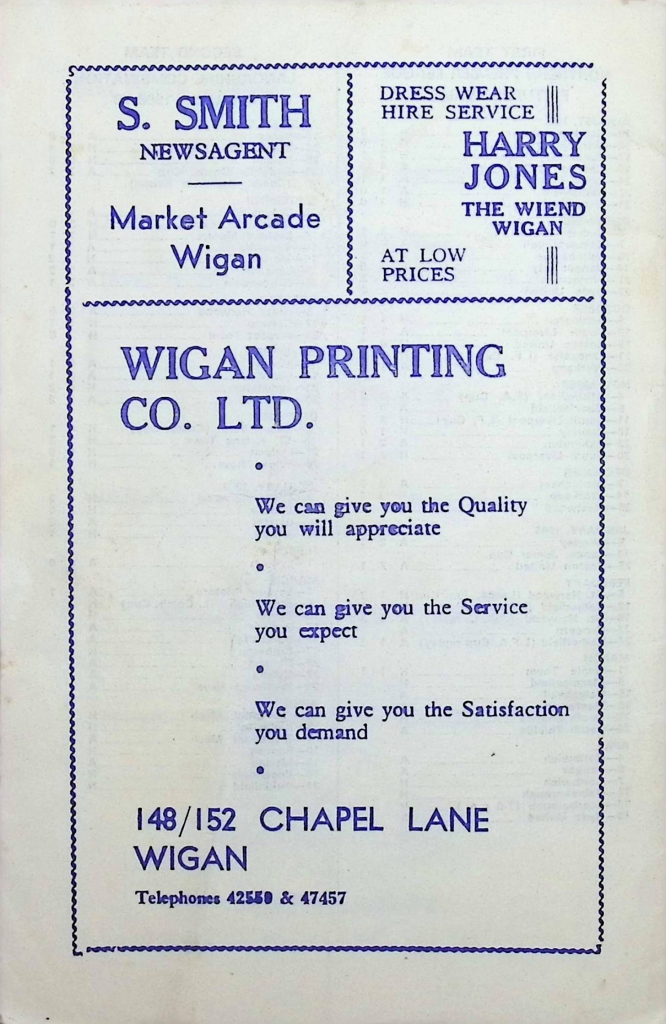 S. SMITH
NEWSAGENT
Market Arcade
Wigan
DRESS WEAR
HIRE SERVICE
HARRY
JONES
THE WIEND
WIGAN
AT LOW
PRICES
WIGAN PRINTING
CO. LTD.
We can give you the Quality
you will appreciate
We can give you the Service
you expect
We can give you the Satisfaction
you demand
148/152 CHAPEL LANE
WIGAN
Telephones & 47457